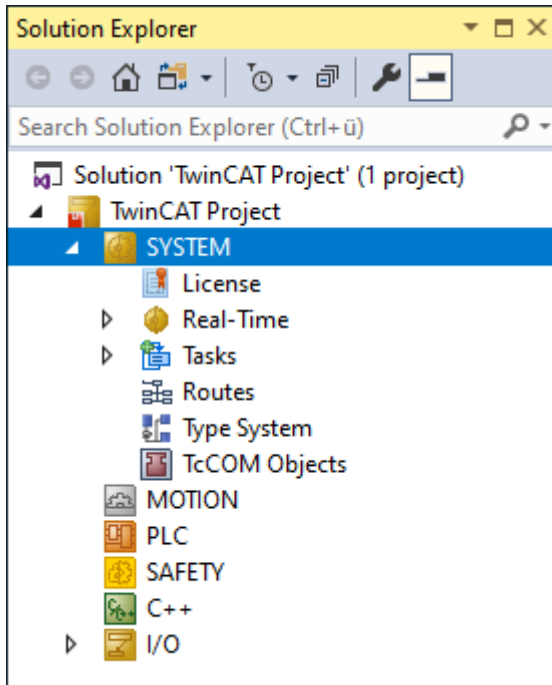 Solution Explorer
Search Solution Explorer (Ctrl+ü)
Solution 'TwinCAT Project' (1 project)
TwinCAT Project
SYSTEM
License
Real-Time
Tasks
Routes
Type System
TcCOM Objects
MOTION
PLC
SAFETY
C++
I/O